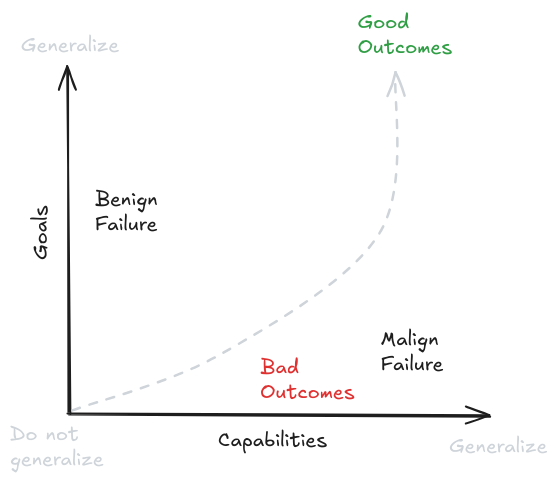 Generalize
Good
Outcomes
Benign
Failure
Goals
Malign
Failure
Bad
Outcomes
Do not
generalize
Capabilities
Generalize